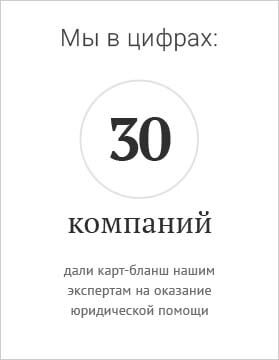 Мы в цифрах:
30
компаний
дали карт-бланш нашим
экспертам на оказание
юридической помощи